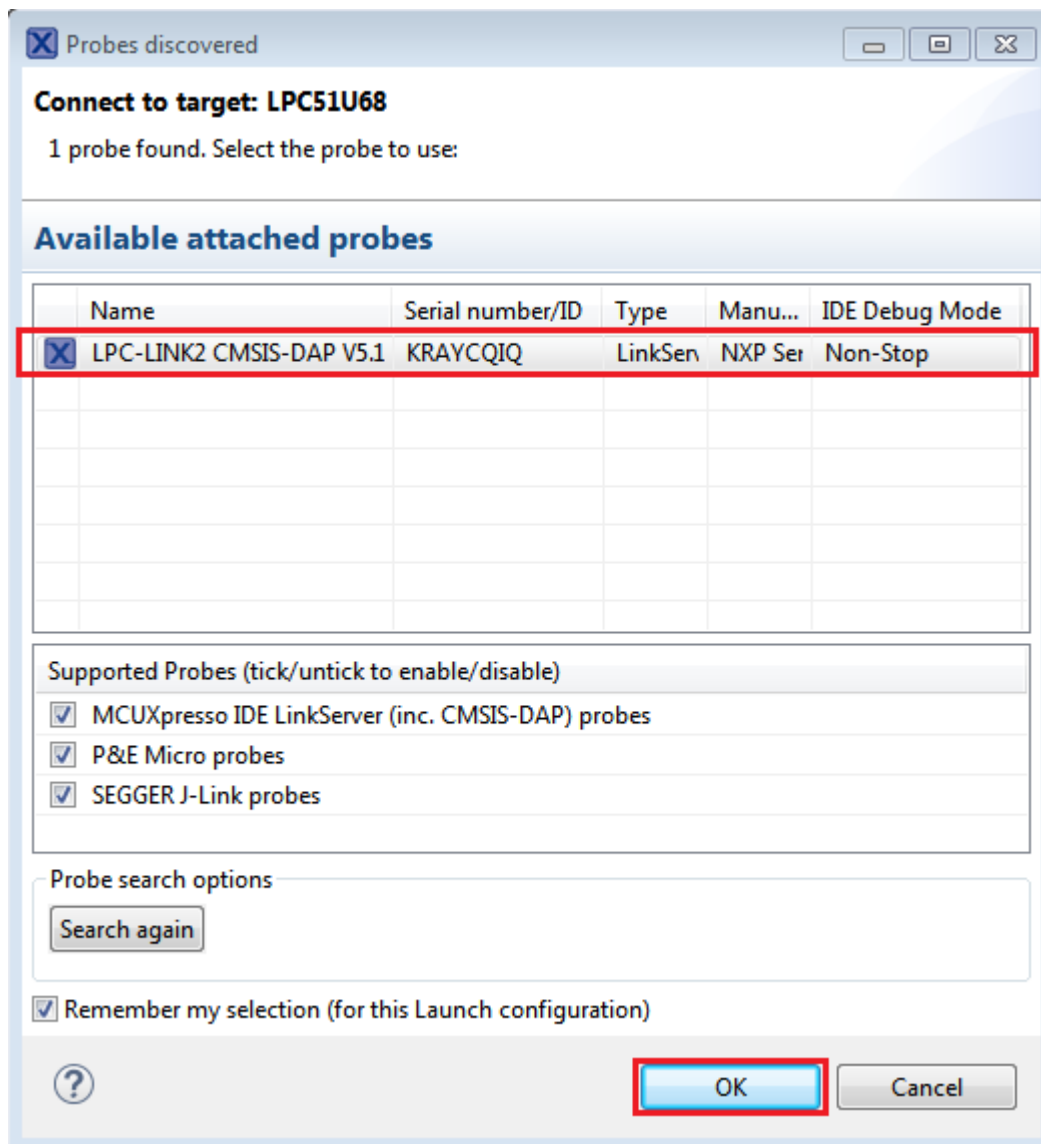 Probes discovered
Connect to target: LPC51U68
1 probe found. Select the probe to use:
Available attached probes
Name Serial number/ID Type Manu... IDE Debug Mode
LPC-LINK2 CMSIS-DAP V5.1 KRAYCQIQ LinkSer NXP Ser Non-Stop
Supported Probes (tick/untick to enable/disable)
MCUXpresso IDE LinkServer (inc. CMSIS-DAP) probes
P&E Micro probes
SEGGER J-Link probes
Probe search options
Search again
Remember my selection (for this Launch configuration)
? OK Cancel